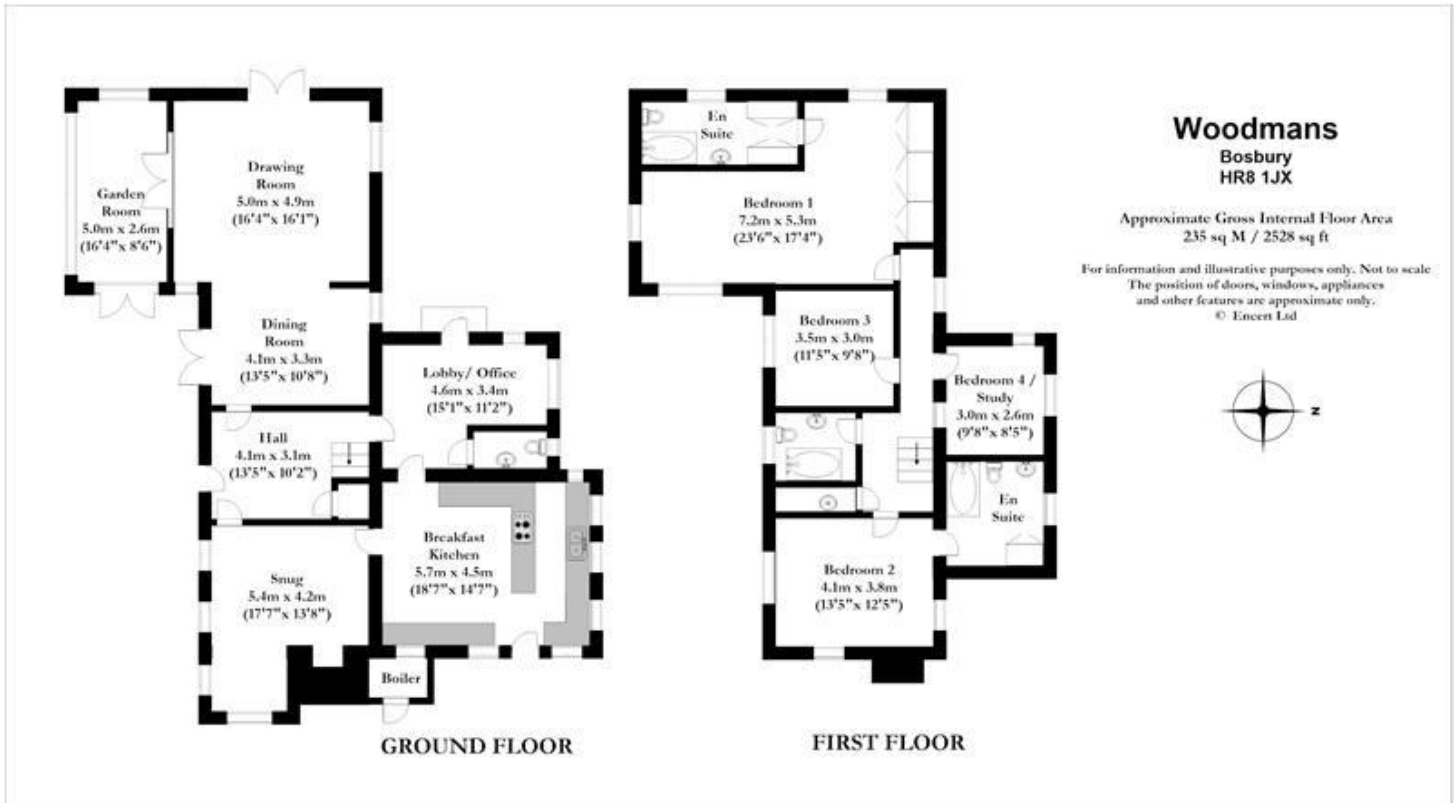 Woodmans
Bosbury
HR8 1JX
Approximate Gross Internal Floor Area
235 sq M / 2528 sq ft
For information and illustrative purposes only. Not to scale
The position of doors, windows, appliances
and other features are approximate only.
© Encert Ltd
N
Garden
Room
5.0m x 2.6m
(16'4"x 8'6")
Drawing
Room
5.0m x 4.9m
(16'4"x 16'1")
Dining
Room
4.1m x 3.3m
(13'5"x 10'8")
Lobby/ Office
4.6m x 3.4m
(15'1"x 11'2")
Hall
4.1m x 3.1m
(13'5"x 10'2")
Breakfast
Kitchen
5.7m x 4.5m
(18'7"x 14'7")
Snug
5.4m x 4.2m
(17'7"x 13'8")
Boiler
GROUND FLOOR
En
Suite
Bedroom 1
7.2m x 5.3m
(23'6"x 17'4")
Bedroom 3
3.5m x 3.0m
(11'5"x 9'8")
Bedroom 4 /
Study
3.0m x 2.6m
(9'8"x 8'5")
En
Suite
Bedroom 2
4.1m x 3.8m
(13'5"x 12'5")
FIRST FLOOR